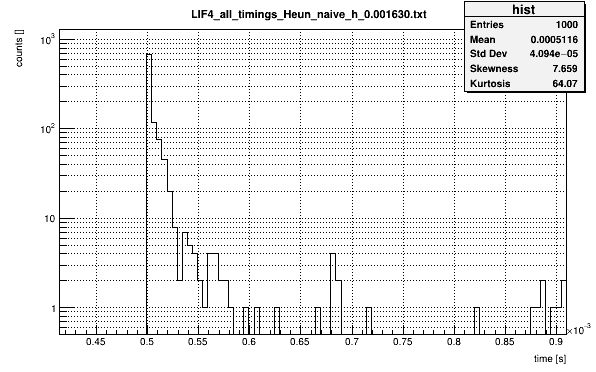 LIF4_all_timings_Heun_naive_h_0.001630.txt
hist
Entries 1000
Mean 0.0005116
Std Dev 4.094e−05
Skewness 7.659
Kurtosis 64.07
counts []
10³
10²
10
1
0.45 0.5 0.55 0.6 0.65 0.7 0.75 0.8 0.85 0.9
×10⁻³
time [s]